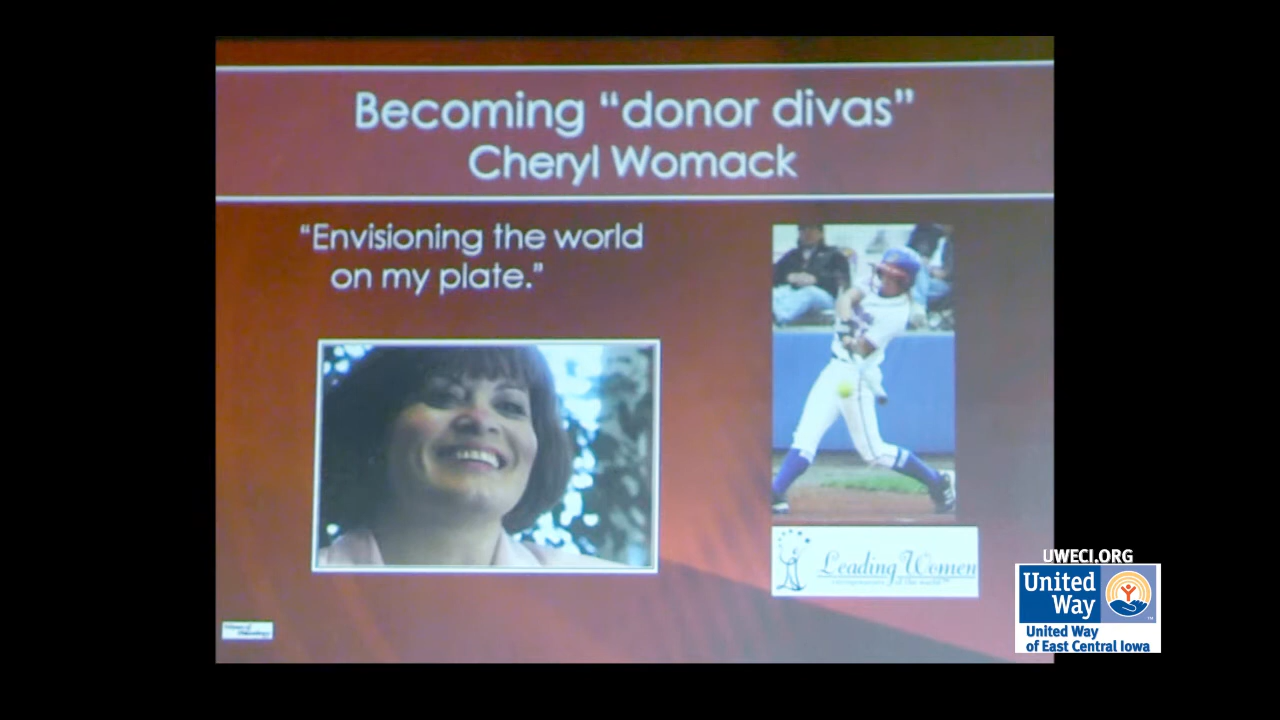 Becoming “donor divas”
Cheryl Womack
“Envisioning the world
on my plate.”
Leading Women
UWECI.ORG
United
Way
United Way
of East Central Iowa